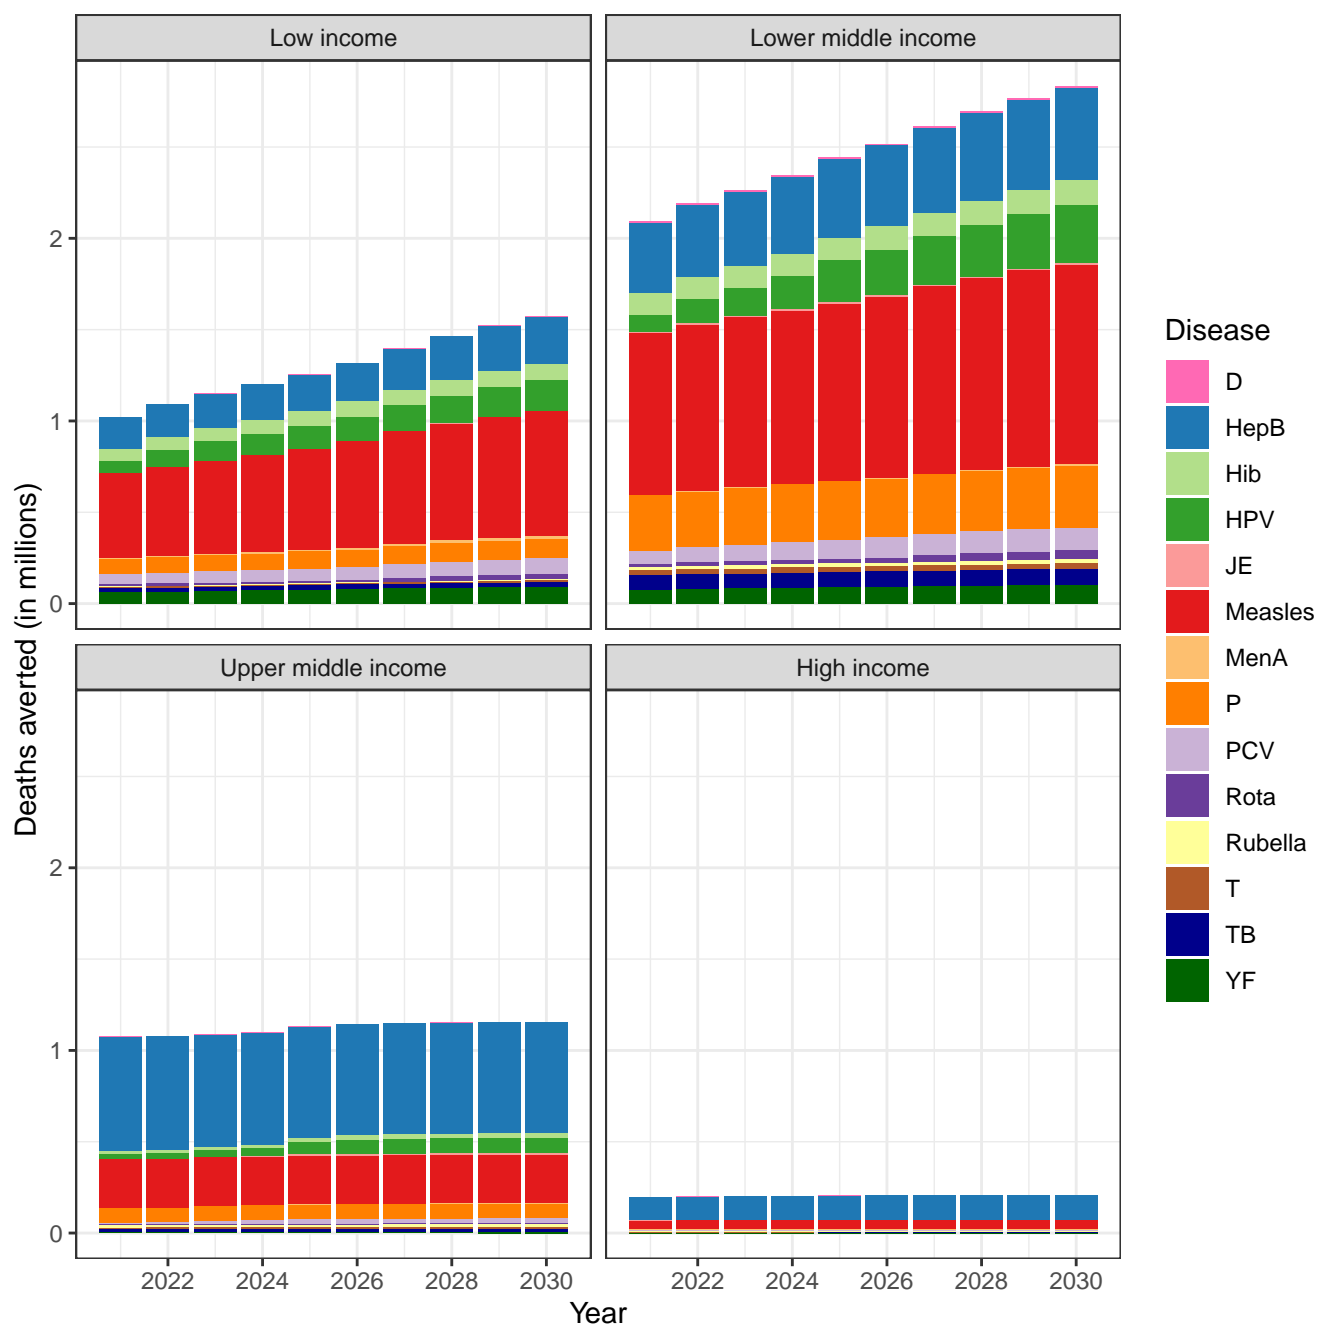 Low income
Lower middle income
2
1
0
Upper middle income
High income
2
1
0
2022
2024
2026
2028
2030
2022
2024
2026
2028
2030
Year
Deaths averted (in millions)
Disease
D
HepB
Hib
HPV
JE
Measles
MenA
P
PCV
Rota
Rubella
T
TB
YF